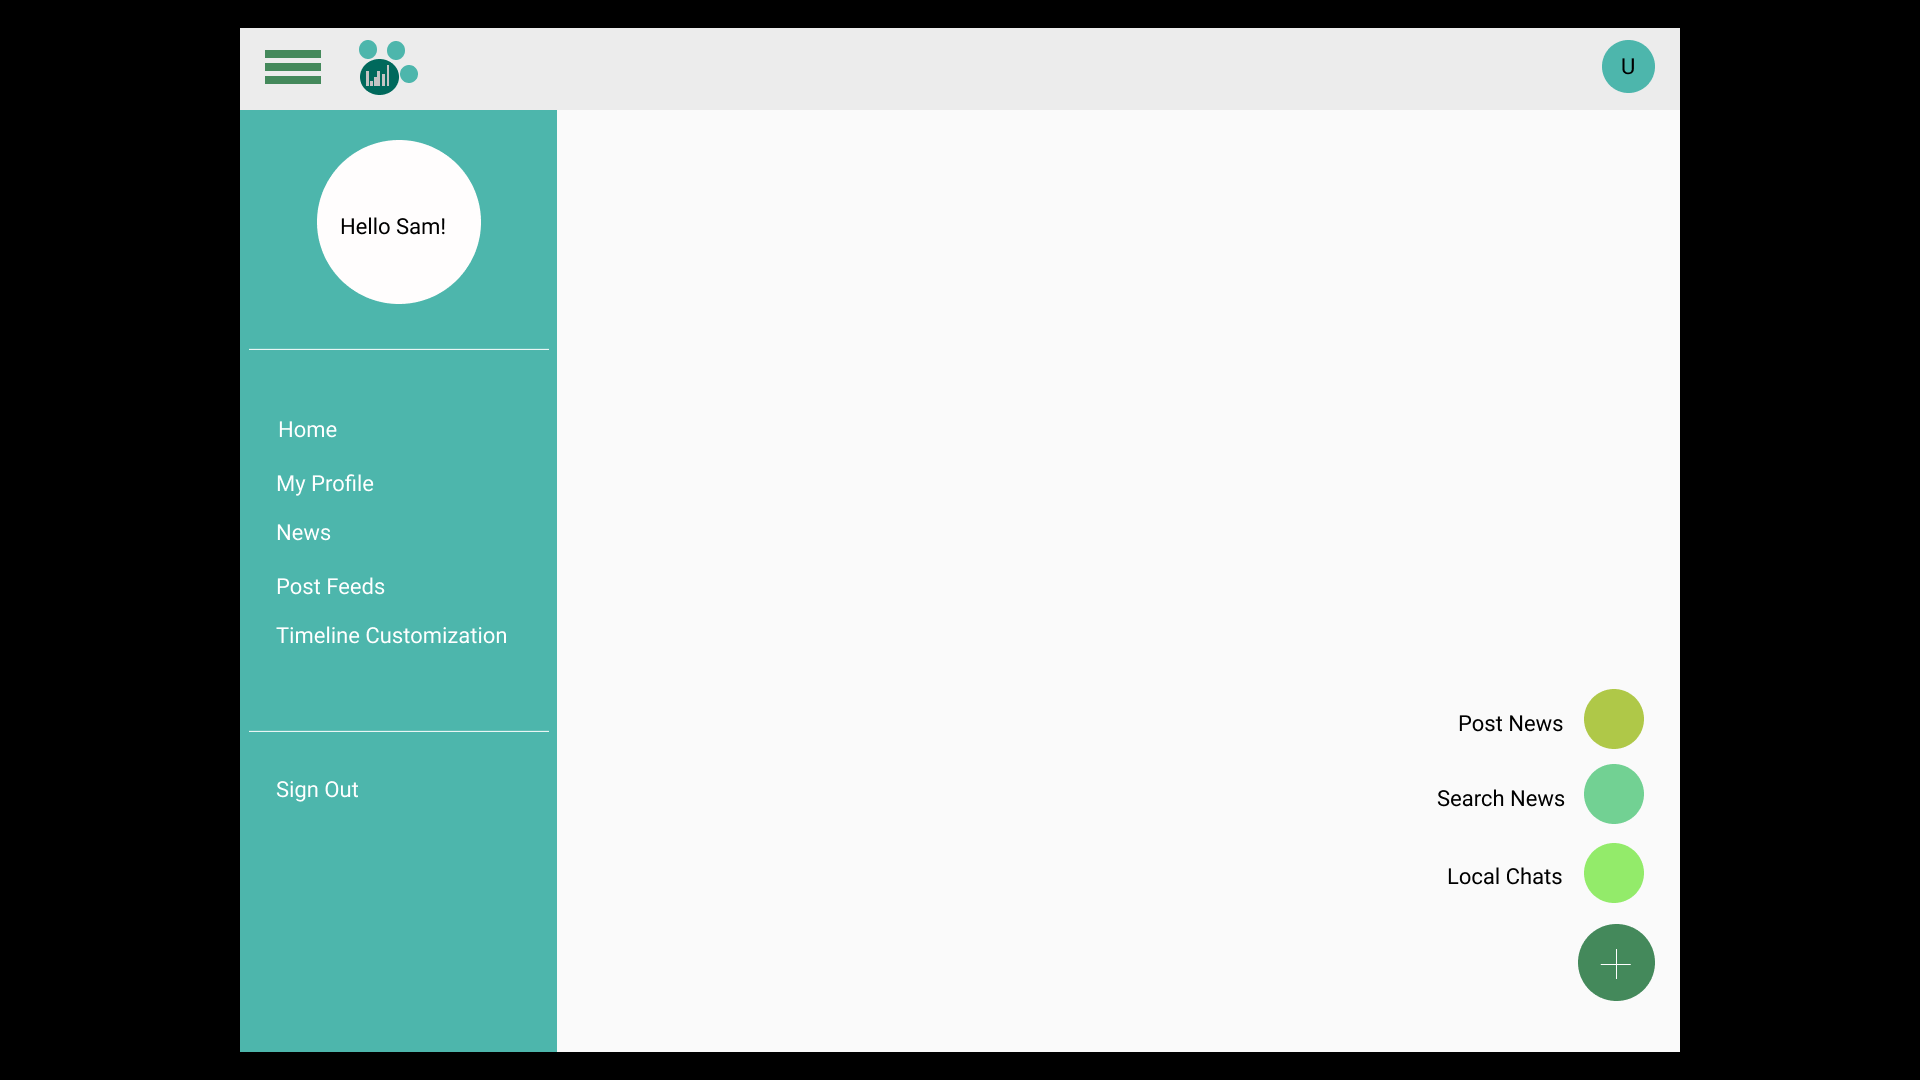 U
Hello Sam!
Home
My Profile
News
Post Feeds
Timeline Customization
Sign Out
Post News
Search News
Local Chats